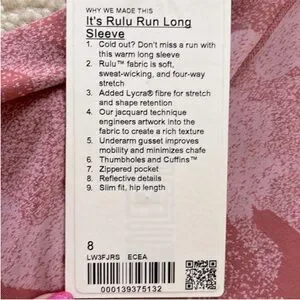 WHY WE MADE THIS
It's Rulu Run Long
Sleeve
1. Cold out? Don't miss a run with
this warm long sleeve
2. Rulu™ fabric is soft,
sweat-wicking, and four-way
stretch
3. Added Lycra® fibre for stretch
and shape retention
4. Our jacquard technique
engineers artwork into the
fabric to create a rich texture
5. Underarm gusset improves
mobility and minimizes chafe
6. Thumbholes and Cuffins™
7. Zippered pocket
8. Reflective details
9. Slim fit, hip length
8
LW3FJRS ECEA
000139375132